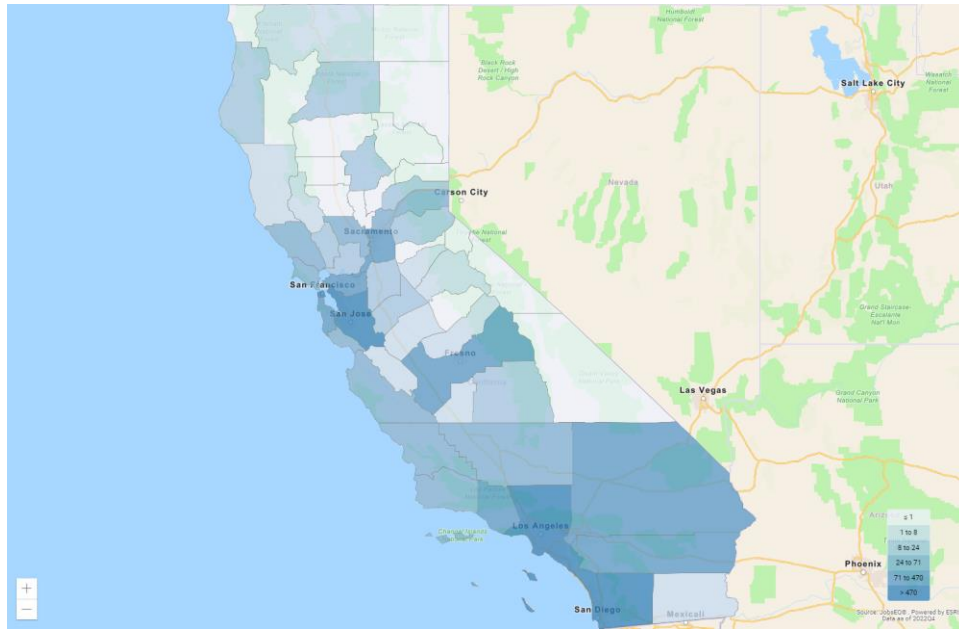 Humboldt
National Forest
Black Rock
Desert / High
Rock Canyon
Salt Lake City
Wasatch
National
Forest
Nevada
Utah
Carson City
Sacramento
San Francisco
San Jose
Fresno
Grand Staircase-
Escalante
Nat'l Mon
Las Vegas
Grand Canyon
National Park
Los Angeles
Channel Islands
San Diego
Mexicali
Phoenix
≤ 1
1 to 8
8 to 24
24 to 71
71 to 470
> 470
+
−
Source: JobsEQ®. Powered by ESRI
Data as of 2022Q4